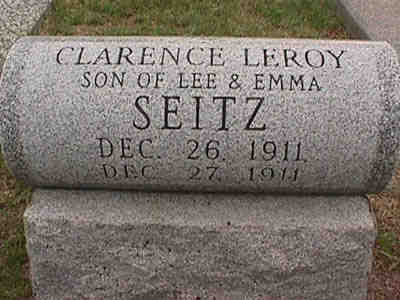 CLARENCE LEROY
SON OF LEE & EMMA
SEITZ
DEC. 26. 1911
DEC. 27. 1911